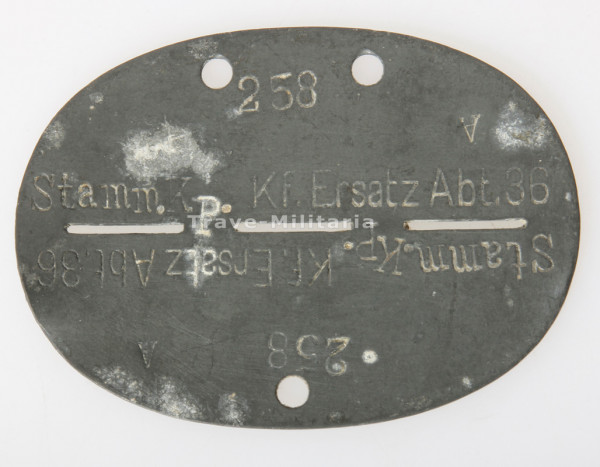 258
A
Stamm.Kp. Kf.Ersatz Abt.36
Trave-Militaria
Stamm.Kp. Kf.Ersatz Abt.36
258
A